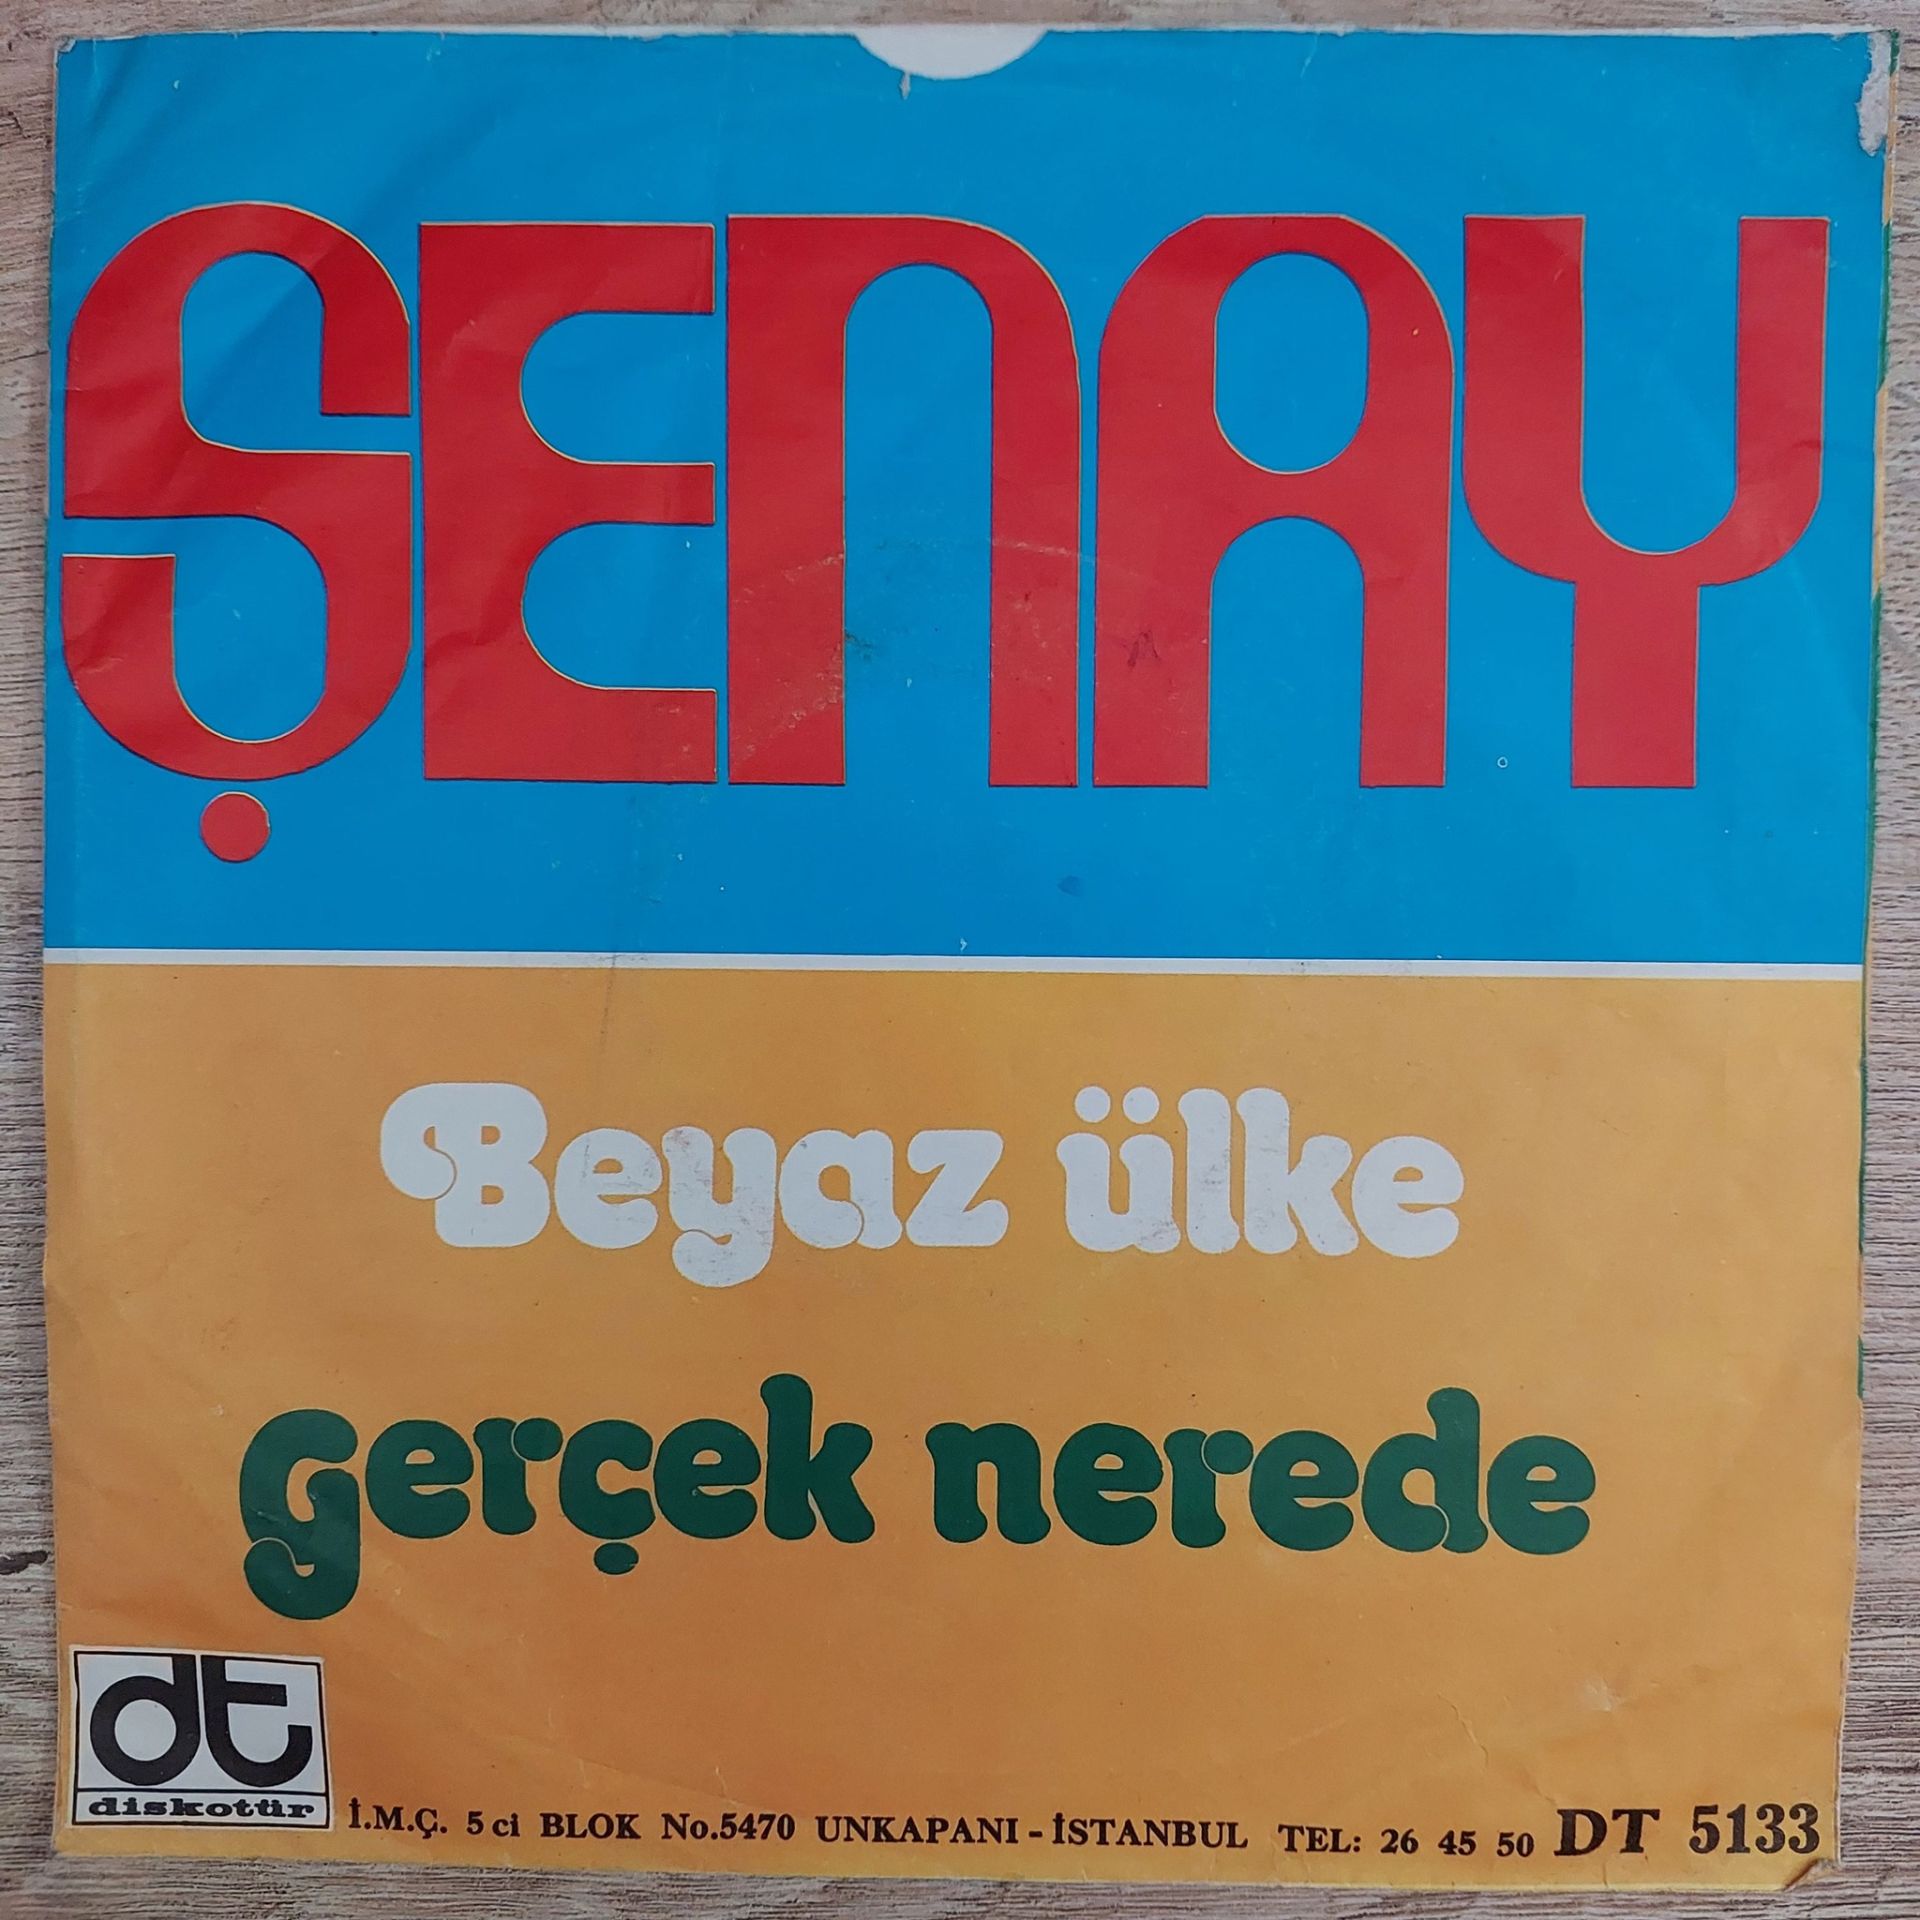 ŞENAY
Beyaz ülke
gerçek nerede
dt
diskotür
İ.M.Ç. 5 ci BLOK No.5470 UNKAPANI - İSTANBUL TEL: 26 45 50 DT 5133